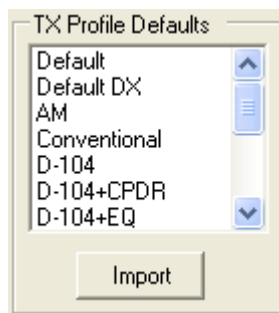 TX Profile Defaults
Default
Default DX
AM
Conventional
D-104
D-104+CPDR
D-104+EQ
Import